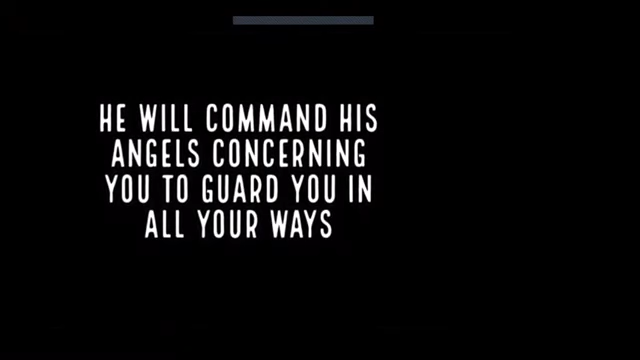 HE WILL COMMAND HIS
ANGELS CONCERNING
YOU TO GUARD YOU IN
ALL YOUR WAYS